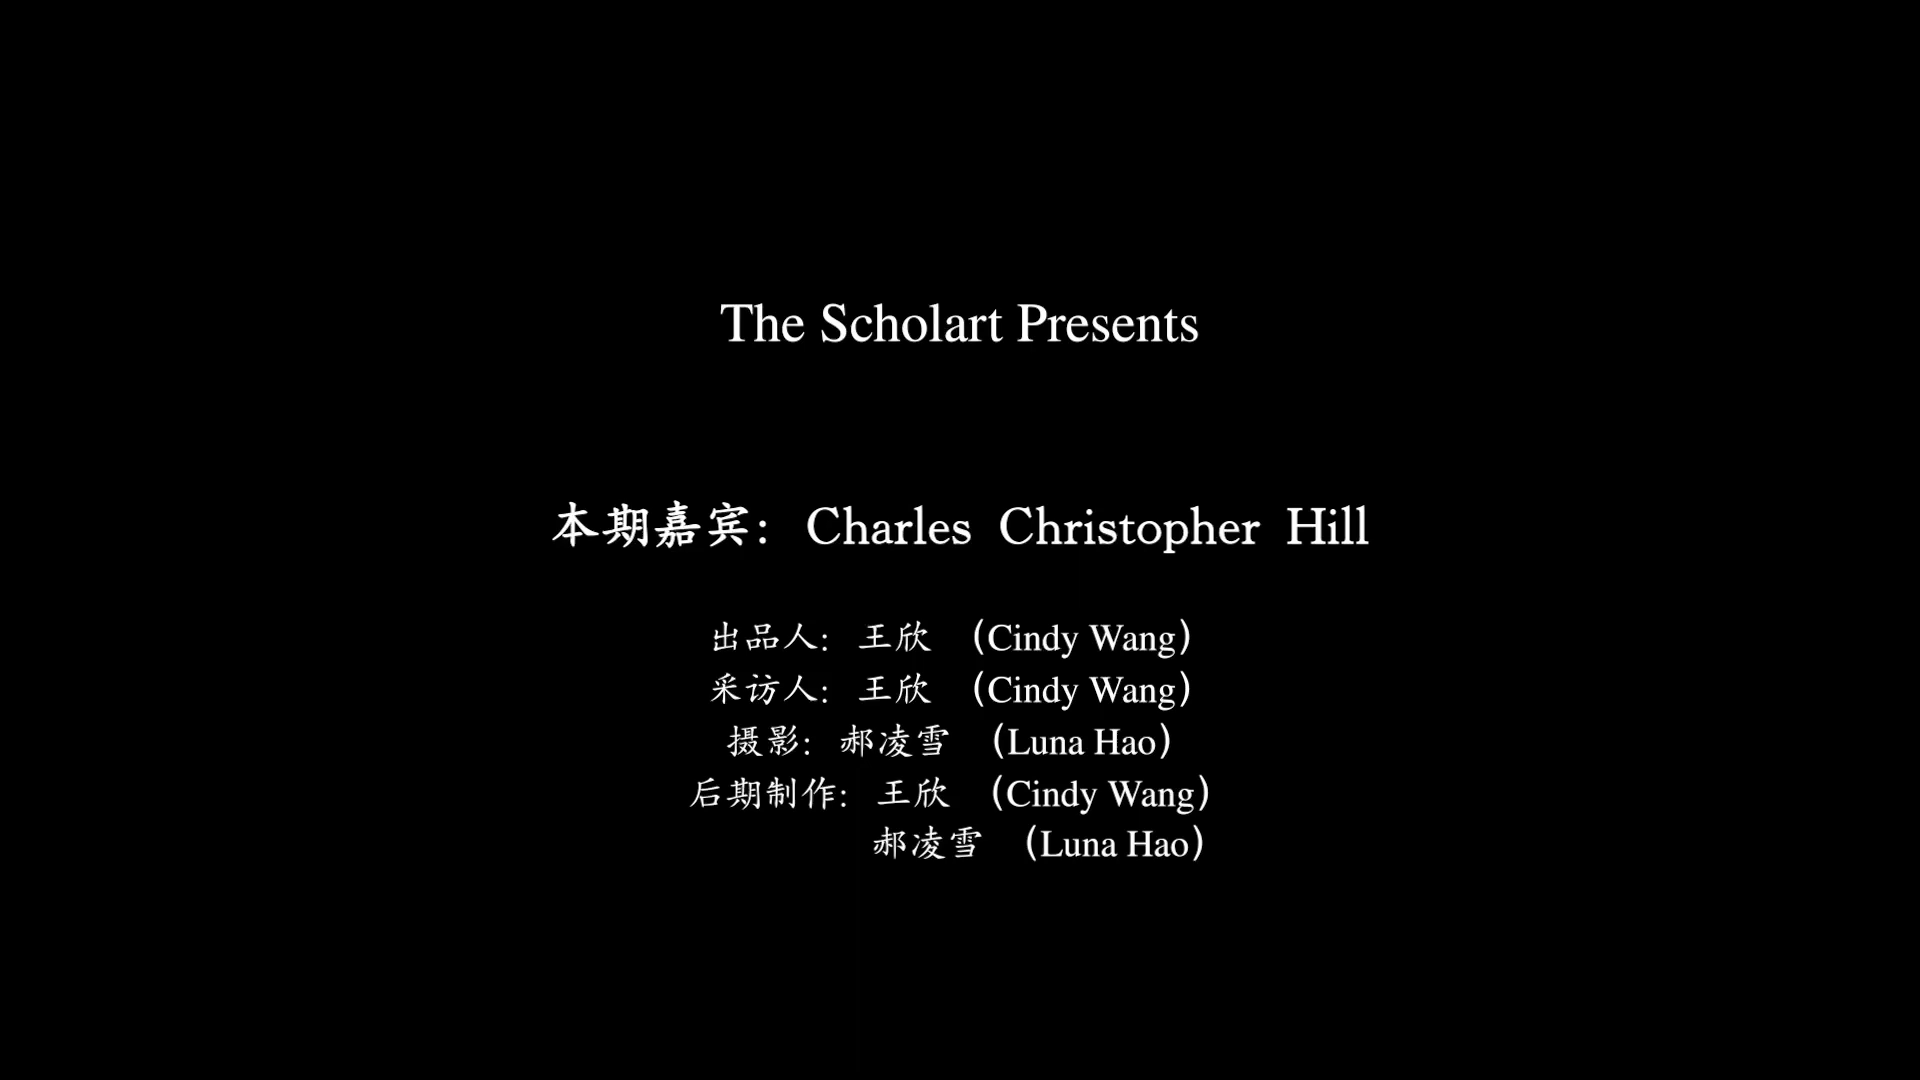 The Scholart Presents
本期嘉宾：Charles Christopher Hill
出品人：王欣 （Cindy Wang）
采访人：王欣 （Cindy Wang）
摄影：郝凌雪 （Luna Hao）
后期制作：王欣 （Cindy Wang）
郝凌雪 （Luna Hao）